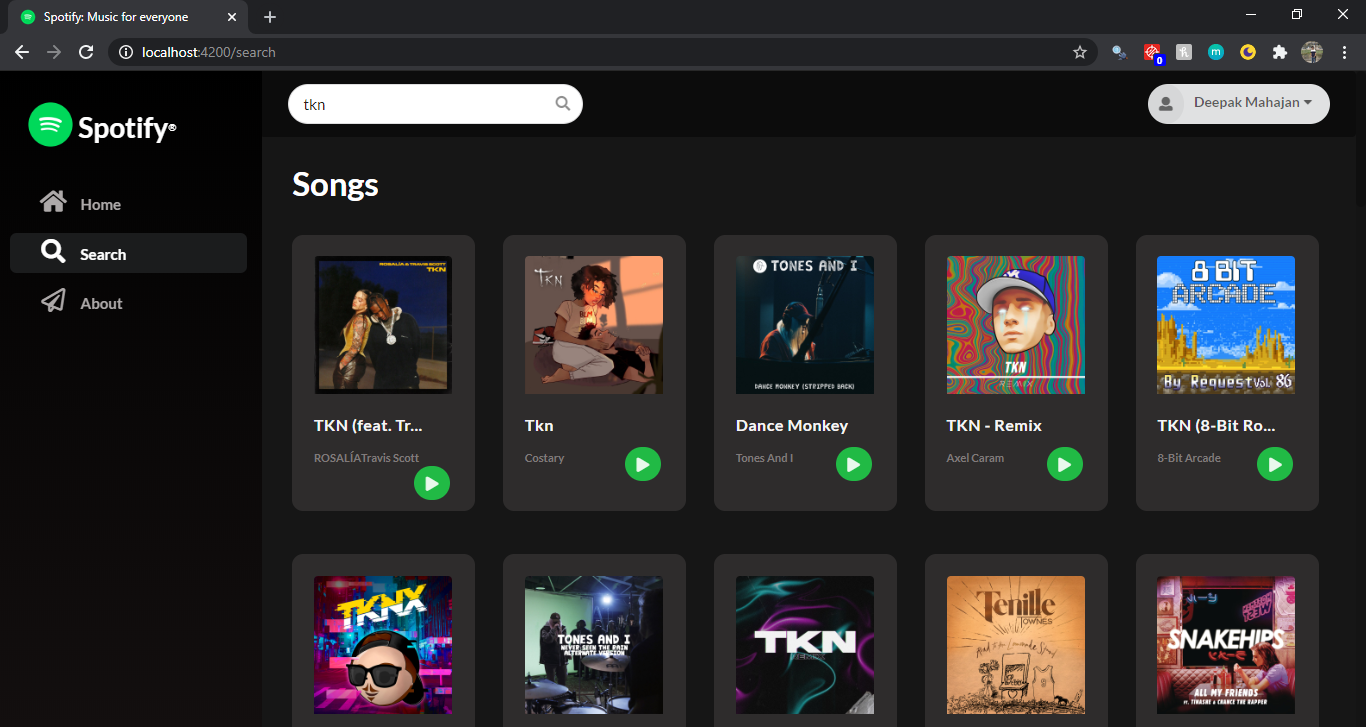 Spotify: Music for everyone
localhost:4200/search
0
m
Spotify®
tkn
Deepak Mahajan
Home
Search
About
Songs
ROSALÍA & TRAVIS SCOTT
TKN
TKN
TONES AND I
DANCE MONKEY (STRIPPED BACK)
TKN
REMIX
8-BIT
ARCADE
By Request Vol. 86
TKN (feat. Tr...
Tkn
Dance Monkey
TKN - Remix
TKN (8-Bit Ro...
ROSALÍATravis Scott
Costary
Tones And I
Axel Caram
8-Bit Arcade
TKNX
TONES AND I
NEVER SEEN THE RAIN
ALTERNATE VERSION
TKN
REMIX
Tenille
TOWNES
SNAKEHIPS
ALL MY FRIENDS
FT. TINASHE & CHANCE THE RAPPER